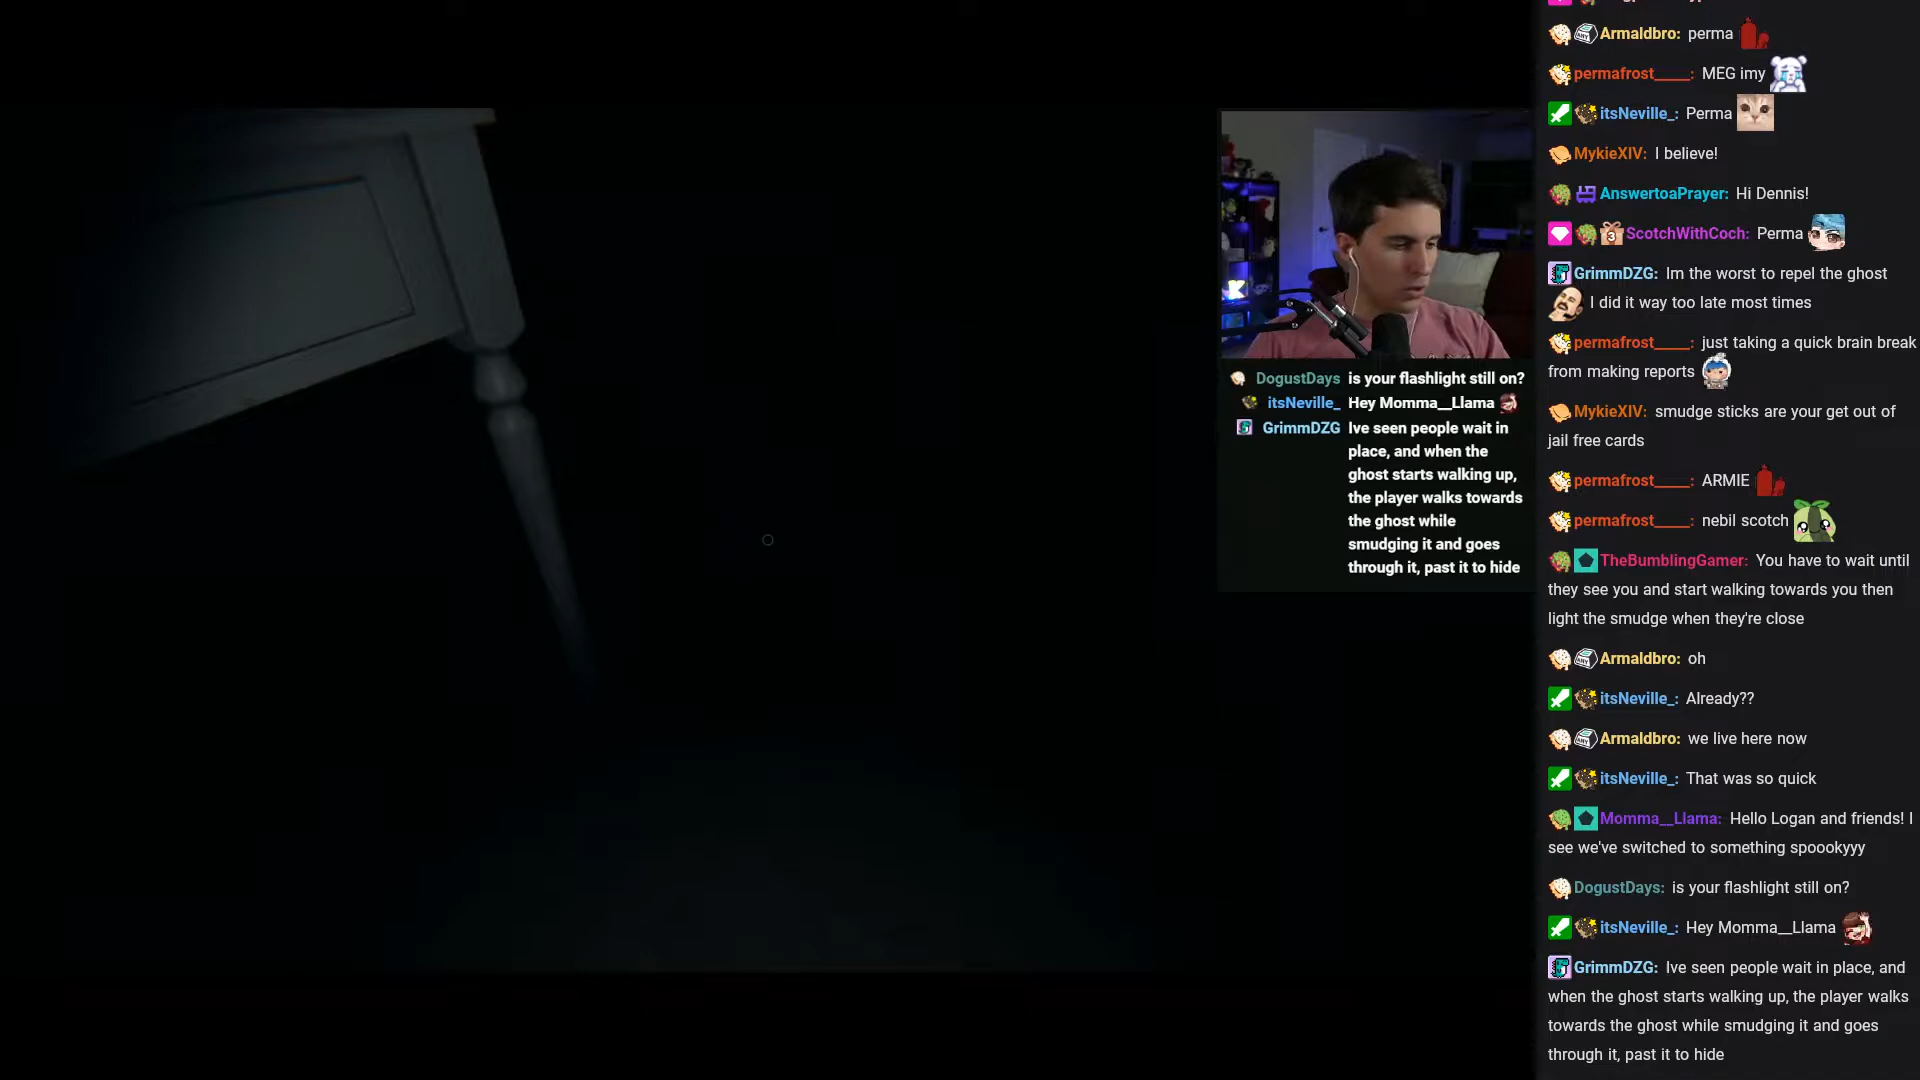 Armaldbro: perma
permafrost_____: MEG imy
itsNeville_: Perma
MykieXIV: I believe!
AnswertoaPrayer: Hi Dennis!
ScotchWithCoch: Perma
GrimmDZG: Im the worst to repel the ghost
I did it way too late most times
permafrost_____: just taking a quick brain break
from making reports
MykieXIV: smudge sticks are your get out of
jail free cards
permafrost_____: ARMIE
permafrost_____: nebil scotch
TheBumblingGamer: You have to wait until
they see you and start walking towards you then
light the smudge when they're close
Armaldbro: oh
itsNeville_: Already??
Armaldbro: we live here now
itsNeville_: That was so quick
Momma__Llama: Hello Logan and friends! I
see we've switched to something spoookyyy
DogustDays: is your flashlight still on?
itsNeville_: Hey Momma__Llama
GrimmDZG: Ive seen people wait in place, and
when the ghost starts walking up, the player walks
towards the ghost while smudging it and goes
through it, past it to hide
DogustDays is your flashlight still on?
itsNeville_ Hey Momma__Llama
GrimmDZG Ive seen people wait in
place, and when the
ghost starts walking up,
the player walks towards
the ghost while
smudging it and goes
through it, past it to hide